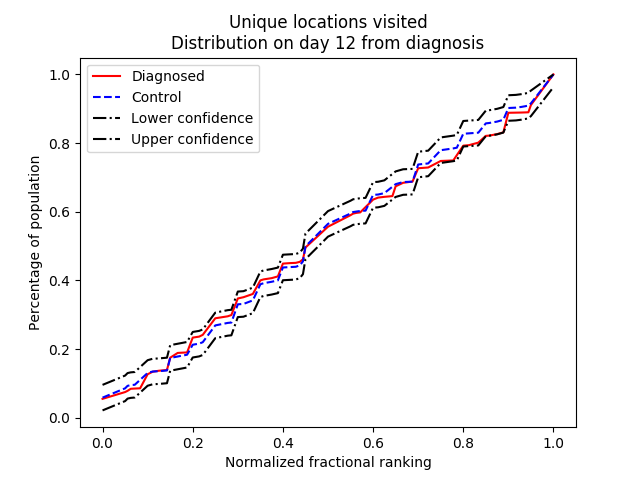 Unique locations visited
Distribution on day 12 from diagnosis
Diagnosed
Control
Lower confidence
Upper confidence
Percentage of population
1.0
0.8
0.6
0.4
0.2
0.0
0.0 0.2 0.4 0.6 0.8 1.0
Normalized fractional ranking